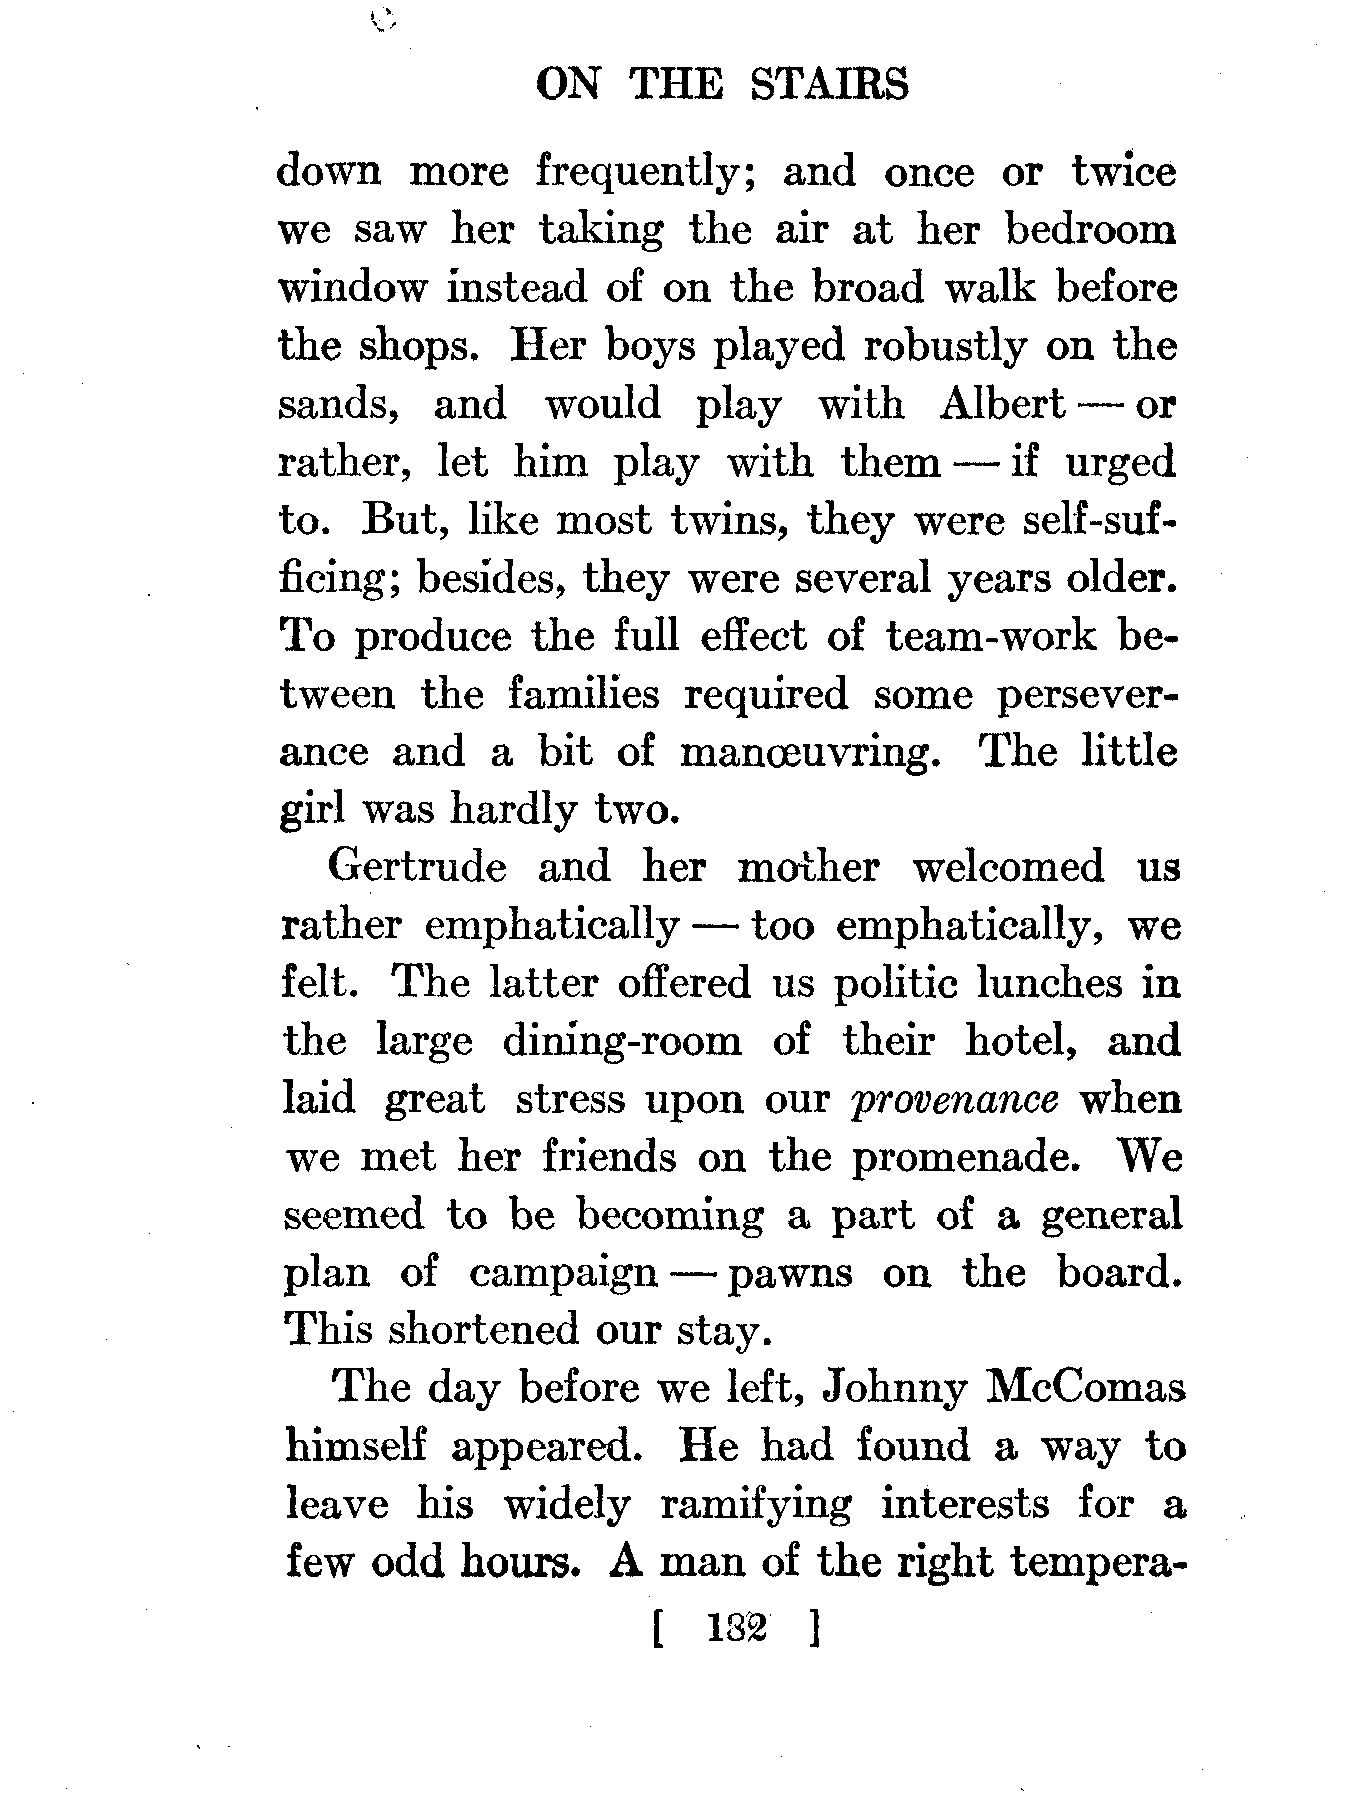 ON THE STAIRS
down more frequently; and once or twice
we saw her taking the air at her bedroom
window instead of on the broad walk before
the shops. Her boys played robustly on the
sands, and would play with Albert — or
rather, let him play with them — if urged
to. But, like most twins, they were self-suf-
ficing; besides, they were several years older.
To produce the full effect of team-work be-
tween the families required some persever-
ance and a bit of manœuvring. The little
girl was hardly two.
Gertrude and her mother welcomed us
rather emphatically — too emphatically, we
felt. The latter offered us politic lunches in
the large dining-room of their hotel, and
laid great stress upon our provenance when
we met her friends on the promenade. We
seemed to be becoming a part of a general
plan of campaign — pawns on the board.
This shortened our stay.
The day before we left, Johnny McComas
himself appeared. He had found a way to
leave his widely ramifying interests for a
few odd hours. A man of the right tempera-
[ 132 ]